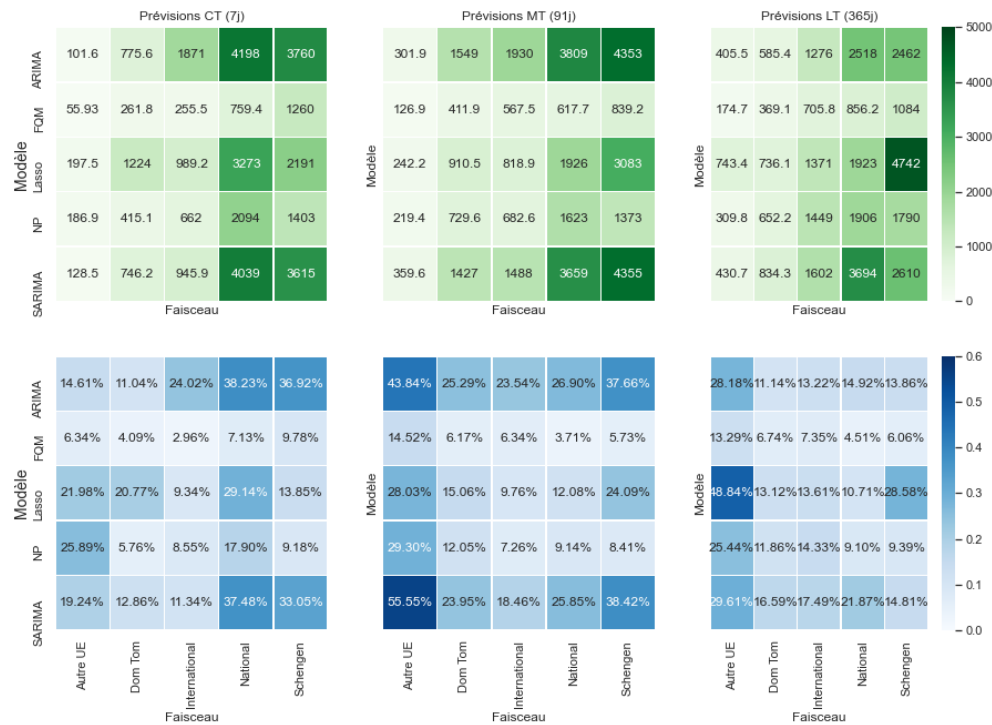 Prévisions CT (7j) Prévisions MT (91j) Prévisions LT (365j)
ARIMA 101.6 775.6 1871 4198 3760 301.9 1549 1930 3809 4353 405.5 585.4 1276 2518 2462
FQM 55.93 261.8 255.5 759.4 1260 126.9 411.9 567.5 617.7 839.2 174.7 369.1 705.8 856.2 1084
Modèle Modèle Modèle
Lasso 197.5 1224 989.2 3273 2191 242.2 910.5 818.9 1926 3083 743.4 736.1 1371 1923 4742
NP 186.9 415.1 662 2094 1403 219.4 729.6 682.6 1623 1373 309.8 652.2 1449 1906 1790
SARIMA 128.5 746.2 945.9 4039 3615 359.6 1427 1488 3659 4355 430.7 834.3 1602 3694 2610
Faisceau Faisceau Faisceau
5000
4000
3000
2000
1000
0
ARIMA 14.61% 11.04% 24.02% 38.23% 36.92% 43.84% 25.29% 23.54% 26.90% 37.66% 28.18% 11.14% 13.22% 14.92% 13.86%
FQM 6.34% 4.09% 2.96% 7.13% 9.78% 14.52% 6.17% 6.34% 3.71% 5.73% 13.29% 6.74% 7.35% 4.51% 6.06%
Modèle Modèle Modèle
Lasso 21.98% 20.77% 9.34% 29.14% 13.85% 28.03% 15.06% 9.76% 12.08% 24.09% 48.84% 13.12% 13.61% 10.71% 28.58%
NP 25.89% 5.76% 8.55% 17.90% 9.18% 29.30% 12.05% 7.26% 9.14% 8.41% 25.44% 11.86% 14.33% 9.10% 9.39%
SARIMA 19.24% 12.86% 11.34% 37.48% 33.05% 55.55% 23.95% 18.46% 25.85% 38.42% 29.61% 16.59% 17.49% 21.87% 14.81%
0.6
0.5
0.4
0.3
0.2
0.1
0.0
Autre UE Dom Tom International National Schengen Autre UE Dom Tom International National Schengen Autre UE Dom Tom International National Schengen
Faisceau Faisceau Faisceau